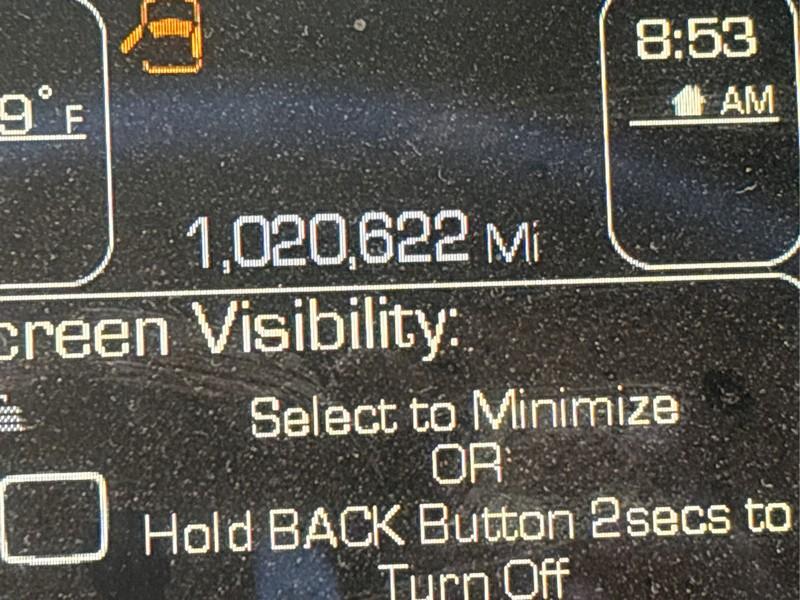 8:53
9° F
AM
1,020,622 Mi
creen Visibility:
Select to Minimize
OR
Hold BACK Button 2secs to
Turn Off